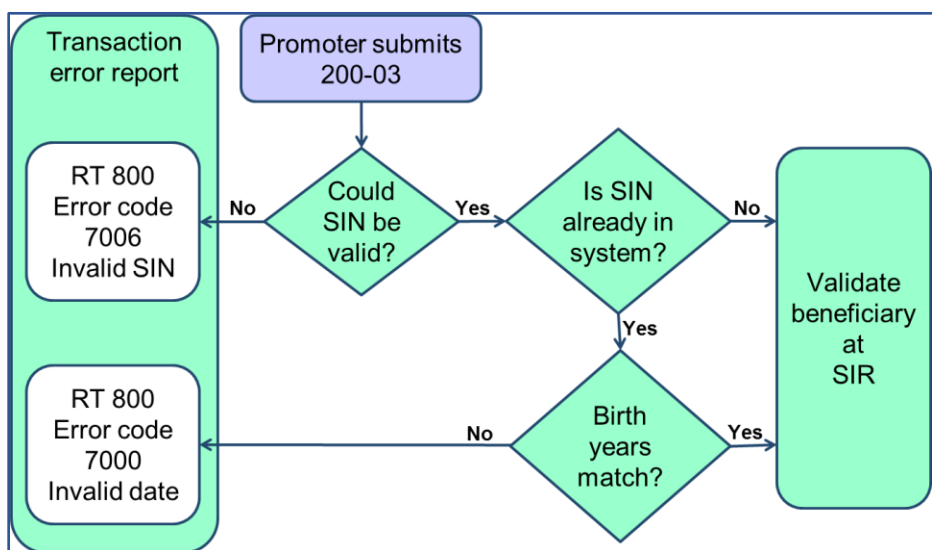 Transaction
error report
Promoter submits
200-03
RT 800
Error code
7006
Invalid SIN
No
Could
SIN be
valid?
Yes
Is SIN
already in
system?
No
Validate
beneficiary
at
SIR
Yes
RT 800
Error code
7000
Invalid date
No
Birth
years
match?
Yes